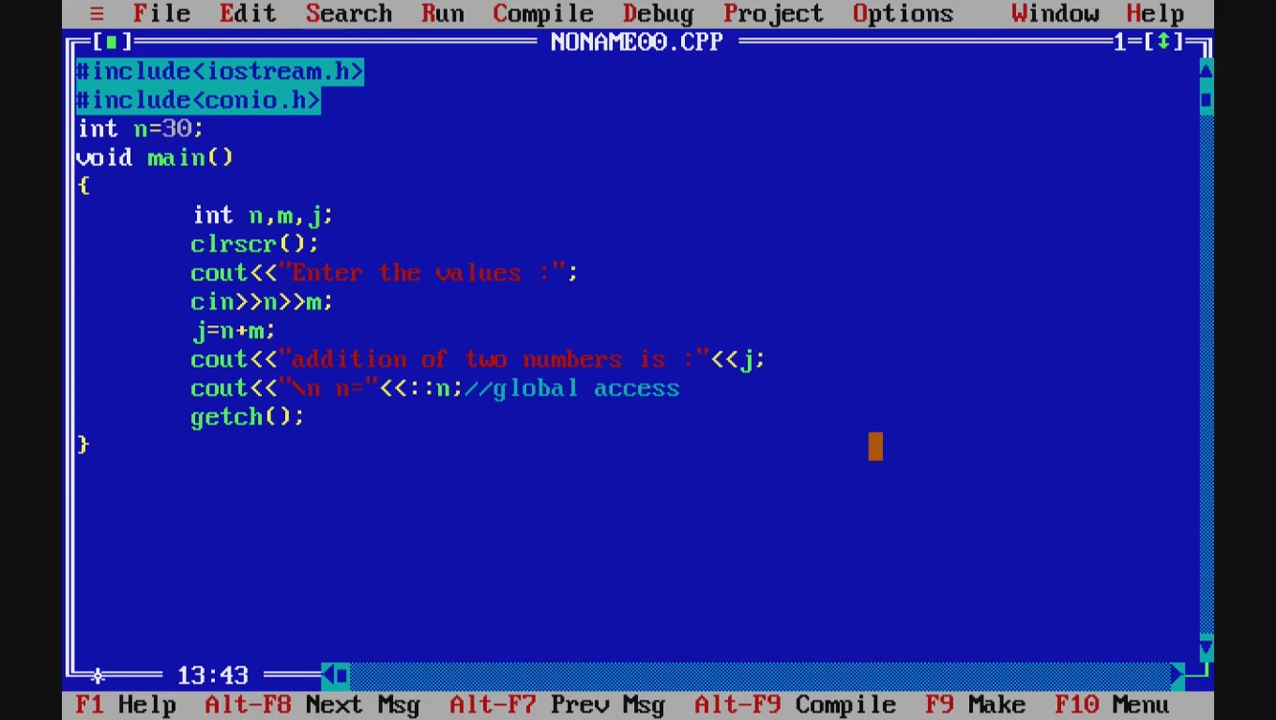 ≡ File Edit Search Run Compile Debug Project Options Window Help
[■] NONAME00.CPP 1=[↕]
#include<iostream.h>
#include<conio.h>
int n=30;
void main()
{
int n,m,j;
clrscr();
cout<<"Enter the values :";
cin>>n>>m;
j=n+m;
cout<<"addition of two numbers is :"<<j;
cout<<"\n n="<<::n;//global access
getch();
}
13:43
F1 Help Alt-F8 Next Msg Alt-F7 Prev Msg Alt-F9 Compile F9 Make F10 Menu